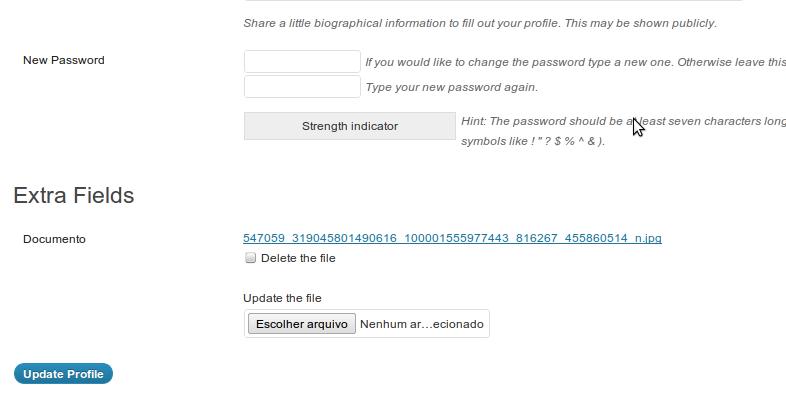 Share a little biographical information to fill out your profile. This may be shown publicly.
New Password
If you would like to change the password type a new one. Otherwise leave this
Type your new password again.
Strength indicator
Hint: The password should be at least seven characters long
symbols like ! " ? $ % ^ & ).
Extra Fields
Documento
547059_319045801490616_100001555977443_816267_455860514_n.jpg
Delete the file
Update the file
Escolher arquivo Nenhum ar...ecionado
Update Profile